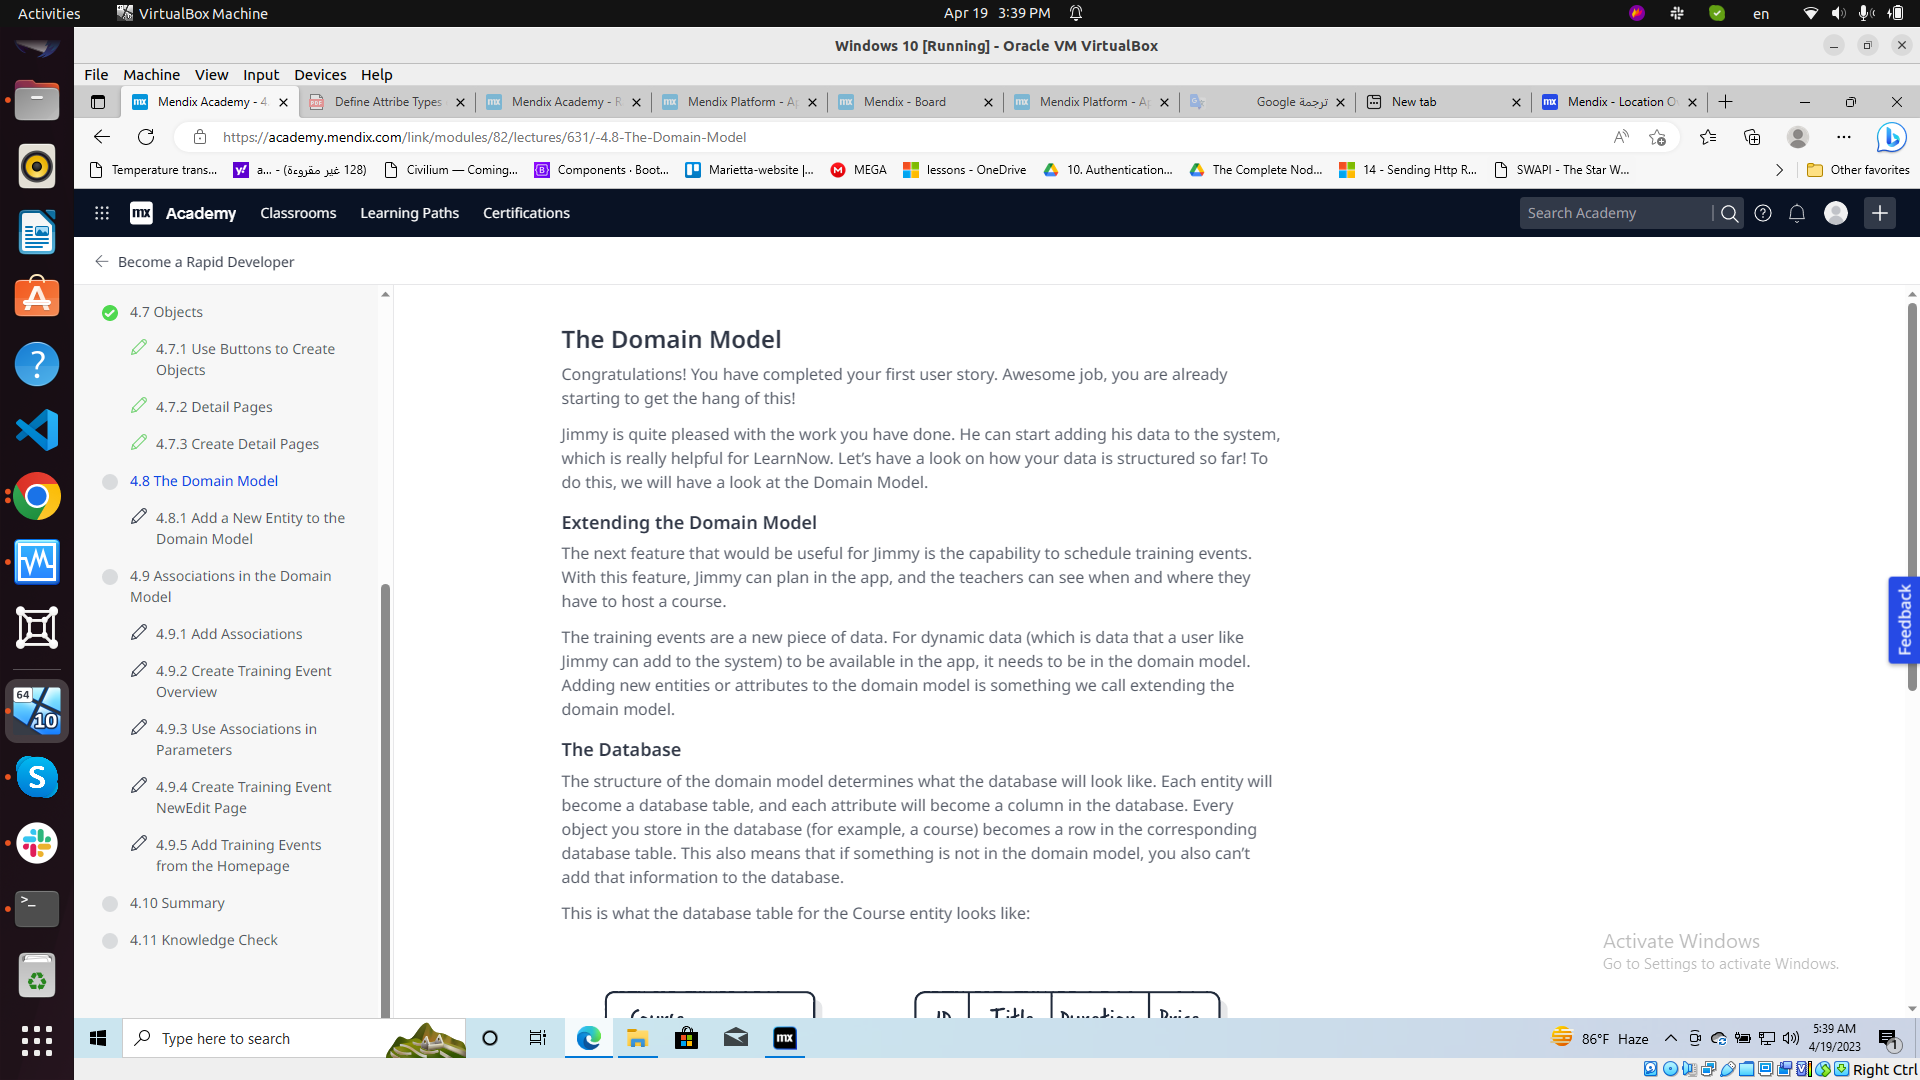 Activities
VirtualBox Machine
Apr 19 3:39 PM
en
Windows 10 [Running] - Oracle VM VirtualBox
File Machine View Input Devices Help
Mendix Academy - 4.
Define Attribe Types
Mendix Academy - R
Mendix Platform - Ap
Mendix - Board
Mendix Platform - Ap
Google ترجمة
New tab
Mendix - Location Ov
https://academy.mendix.com/link/modules/82/lectures/631/-4.8-The-Domain-Model
Temperature trans...
a... - (128 غير مقروءة)
Civilium — Coming...
Components · Boot...
Marietta-website |...
MEGA
lessons - OneDrive
10. Authentication...
The Complete Nod...
14 - Sending Http R...
SWAPI - The Star W...
Other favorites
mx Academy Classrooms Learning Paths Certifications
Search Academy
Become a Rapid Developer
4.7 Objects
4.7.1 Use Buttons to Create
Objects
4.7.2 Detail Pages
4.7.3 Create Detail Pages
4.8 The Domain Model
4.8.1 Add a New Entity to the
Domain Model
4.9 Associations in the Domain
Model
4.9.1 Add Associations
4.9.2 Create Training Event
Overview
4.9.3 Use Associations in
Parameters
4.9.4 Create Training Event
NewEdit Page
4.9.5 Add Training Events
from the Homepage
4.10 Summary
4.11 Knowledge Check
The Domain Model
Congratulations! You have completed your first user story. Awesome job, you are already
starting to get the hang of this!
Jimmy is quite pleased with the work you have done. He can start adding his data to the system,
which is really helpful for LearnNow. Let’s have a look on how your data is structured so far! To
do this, we will have a look at the Domain Model.
Extending the Domain Model
The next feature that would be useful for Jimmy is the capability to schedule training events.
With this feature, Jimmy can plan in the app, and the teachers can see when and where they
have to host a course.
The training events are a new piece of data. For dynamic data (which is data that a user like
Jimmy can add to the system) to be available in the app, it needs to be in the domain model.
Adding new entities or attributes to the domain model is something we call extending the
domain model.
The Database
The structure of the domain model determines what the database will look like. Each entity will
become a database table, and each attribute will become a column in the database. Every
object you store in the database (for example, a course) becomes a row in the corresponding
database table. This also means that if something is not in the domain model, you also can’t
add that information to the database.
This is what the database table for the Course entity looks like:
Course
ID Title Duration Price
Feedback
Activate Windows
Go to Settings to activate Windows.
64
10
Type here to search
mx
86°F Haze
5:39 AM
4/19/2023
1
Right Ctrl